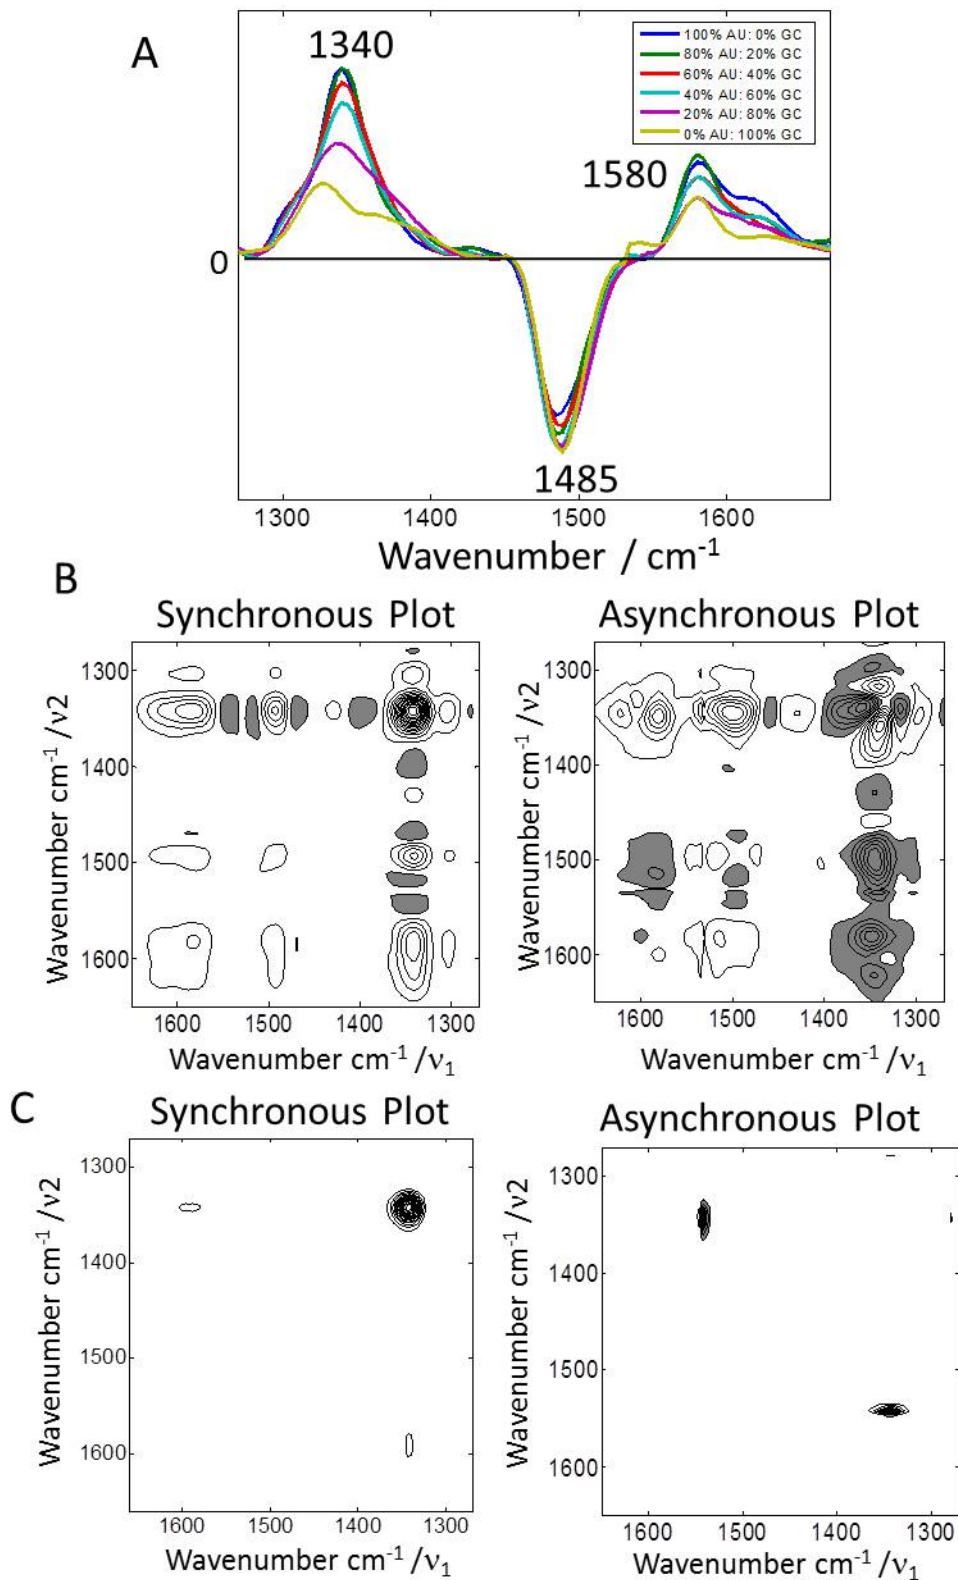 A
1340
100% AU: 0% GC
80% AU: 20% GC
60% AU: 40% GC
40% AU: 60% GC
20% AU: 80% GC
0% AU: 100% GC
1580
0
1485
1300 1400 1500 1600
Wavenumber / cm⁻¹
B
Synchronous Plot
Asynchronous Plot
Wavenumber cm⁻¹ /ν2
1300
1400
1500
1600
1600 1500 1400 1300
Wavenumber cm⁻¹ /ν₁
Wavenumber cm⁻¹ /ν2
1300
1400
1500
1600
1600 1500 1400 1300
Wavenumber cm⁻¹ /ν₁
C
Synchronous Plot
Asynchronous Plot
Wavenumber cm⁻¹ /ν2
1300
1400
1500
1600
1600 1500 1400 1300
Wavenumber cm⁻¹ /ν₁
Wavenumber cm⁻¹ /ν2
1300
1400
1500
1600
1600 1500 1400 1300
Wavenumber cm⁻¹ /ν₁